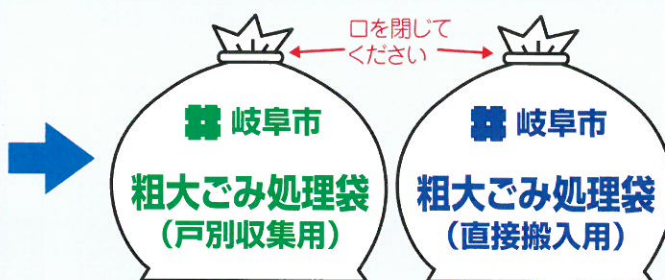 口を閉じて
ください
岐阜市
粗大ごみ処理袋
(戸別収集用)
岐阜市
粗大ごみ処理袋
(直接搬入用)